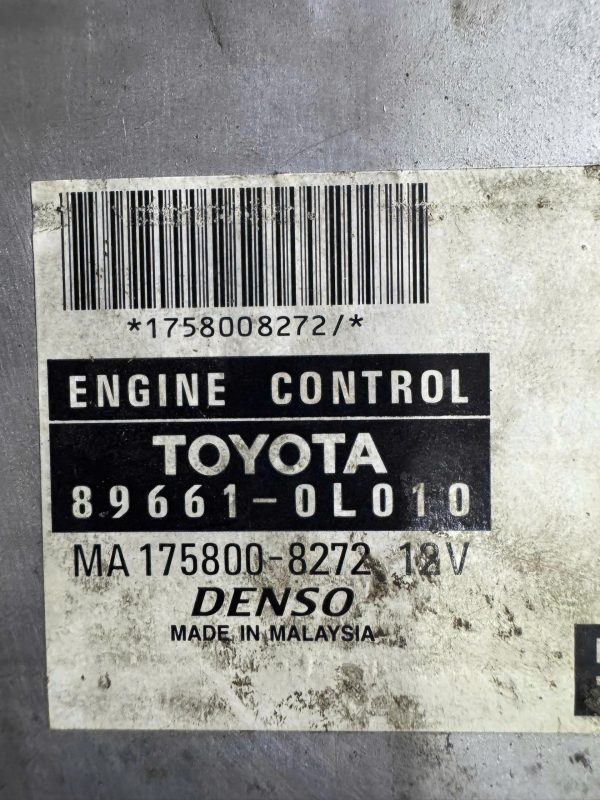 *1758008272/*
ENGINE CONTROL
TOYOTA
89661-0L010
MA 175800-8272 12V
DENSO
MADE IN MALAYSIA